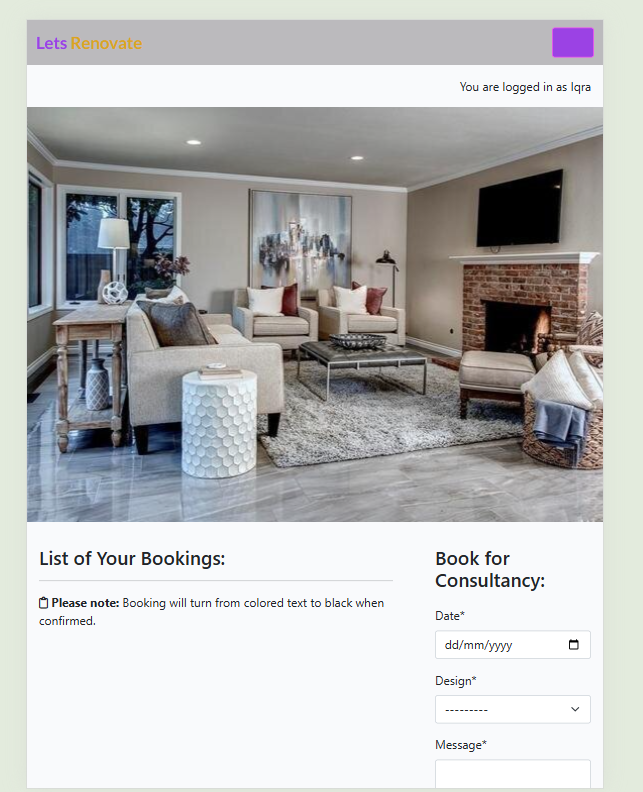 Lets Renovate
You are logged in as Iqra
List of Your Bookings:
Please note: Booking will turn from colored text to black when
confirmed.
Book for
Consultancy:
Date*
dd/mm/yyyy
Design*
---------
Message*